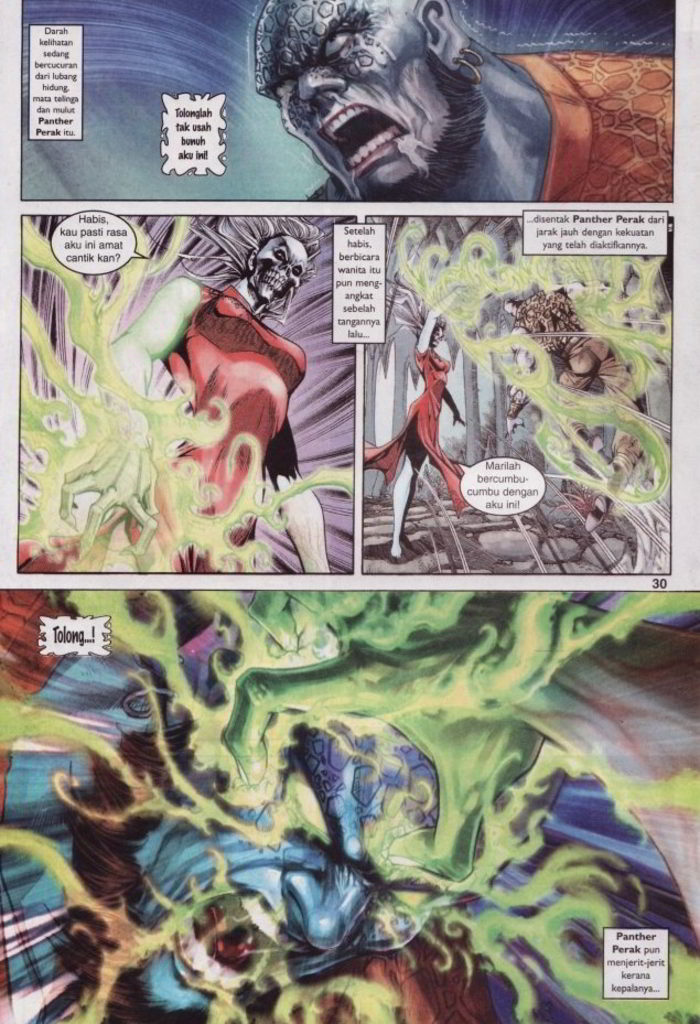 Darah
kelihatan
sedang
bercucuran
dari lubang
hidung,
mata telinga
dan mulut
Panther
Perak itu.
Tolonglah
tak usah
bunuh
aku ini!
Habis,
kau pasti rasa
aku ini amat
cantik kan?
Setelah
habis,
berbicara
wanita itu
pun meng-
angkat
sebelah
tangannya
lalu...
...disentak Panther Perak dari
jarak jauh dengan kekuatan
yang telah diaktifkannya.
Marilah
bercumbu-
cumbu dengan
aku ini!
30
Tolong...!
Panther
Perak pun
menjerit-jerit
kerana
kepalanya...